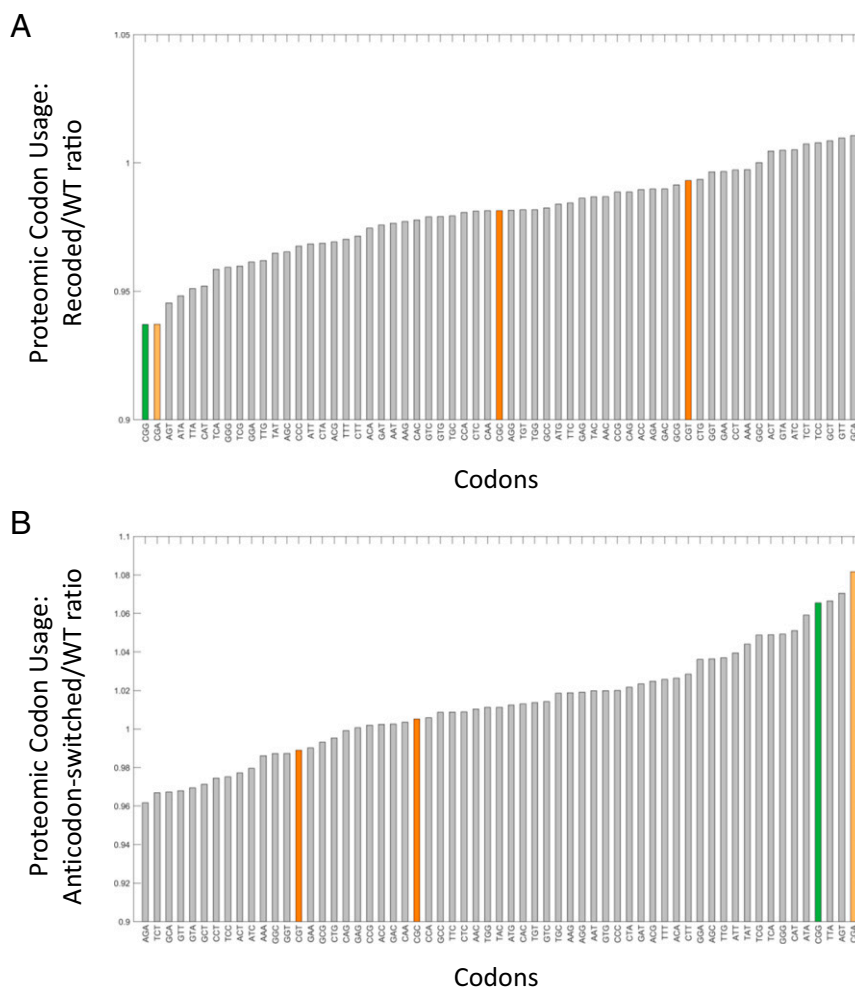 A
Proteomic Codon Usage:
Recoded/WT ratio
1.05
1
0.95
0.9
CGG CGA AGT ATA TTA CAT TCA GGG TCG GGA TTG TAT AGC CCC ATT CTA ACG TTT CTT ACA GAT AAT AAG CAC GTC GTG TGC CCA CTC CAA CGC AGG TGT TGG GCC ATG TTC GAG TAC AAC CCG CAG ACC AGA GAC GCG CGT CTG GGT GAA CCT AAA GGC ACT GTA ATC TCT TCC GCT GTT GCA
Codons
B
Proteomic Codon Usage:
Anticodon-switched/WT ratio
1.1
1.08
1.06
1.04
1.02
1
0.98
0.96
0.94
0.92
0.9
AGA TCT GCA GTT GTA GCT CCT TCC ACT ATC AAA GGC GGT CGT GAA GCG CTG CAG GAG CCG ACC GAC CAA CGC CCA GCC TTC CTC AAC TGG TAC ATG CAC TGT GTC TGC AAG AGG AAT GTG CCC CTA GAT ACG TTT ACA CTT GGA AGC TTG ATT TAT TCG TCA GGG CAT ATA CGG TTA AGT CGA
Codons